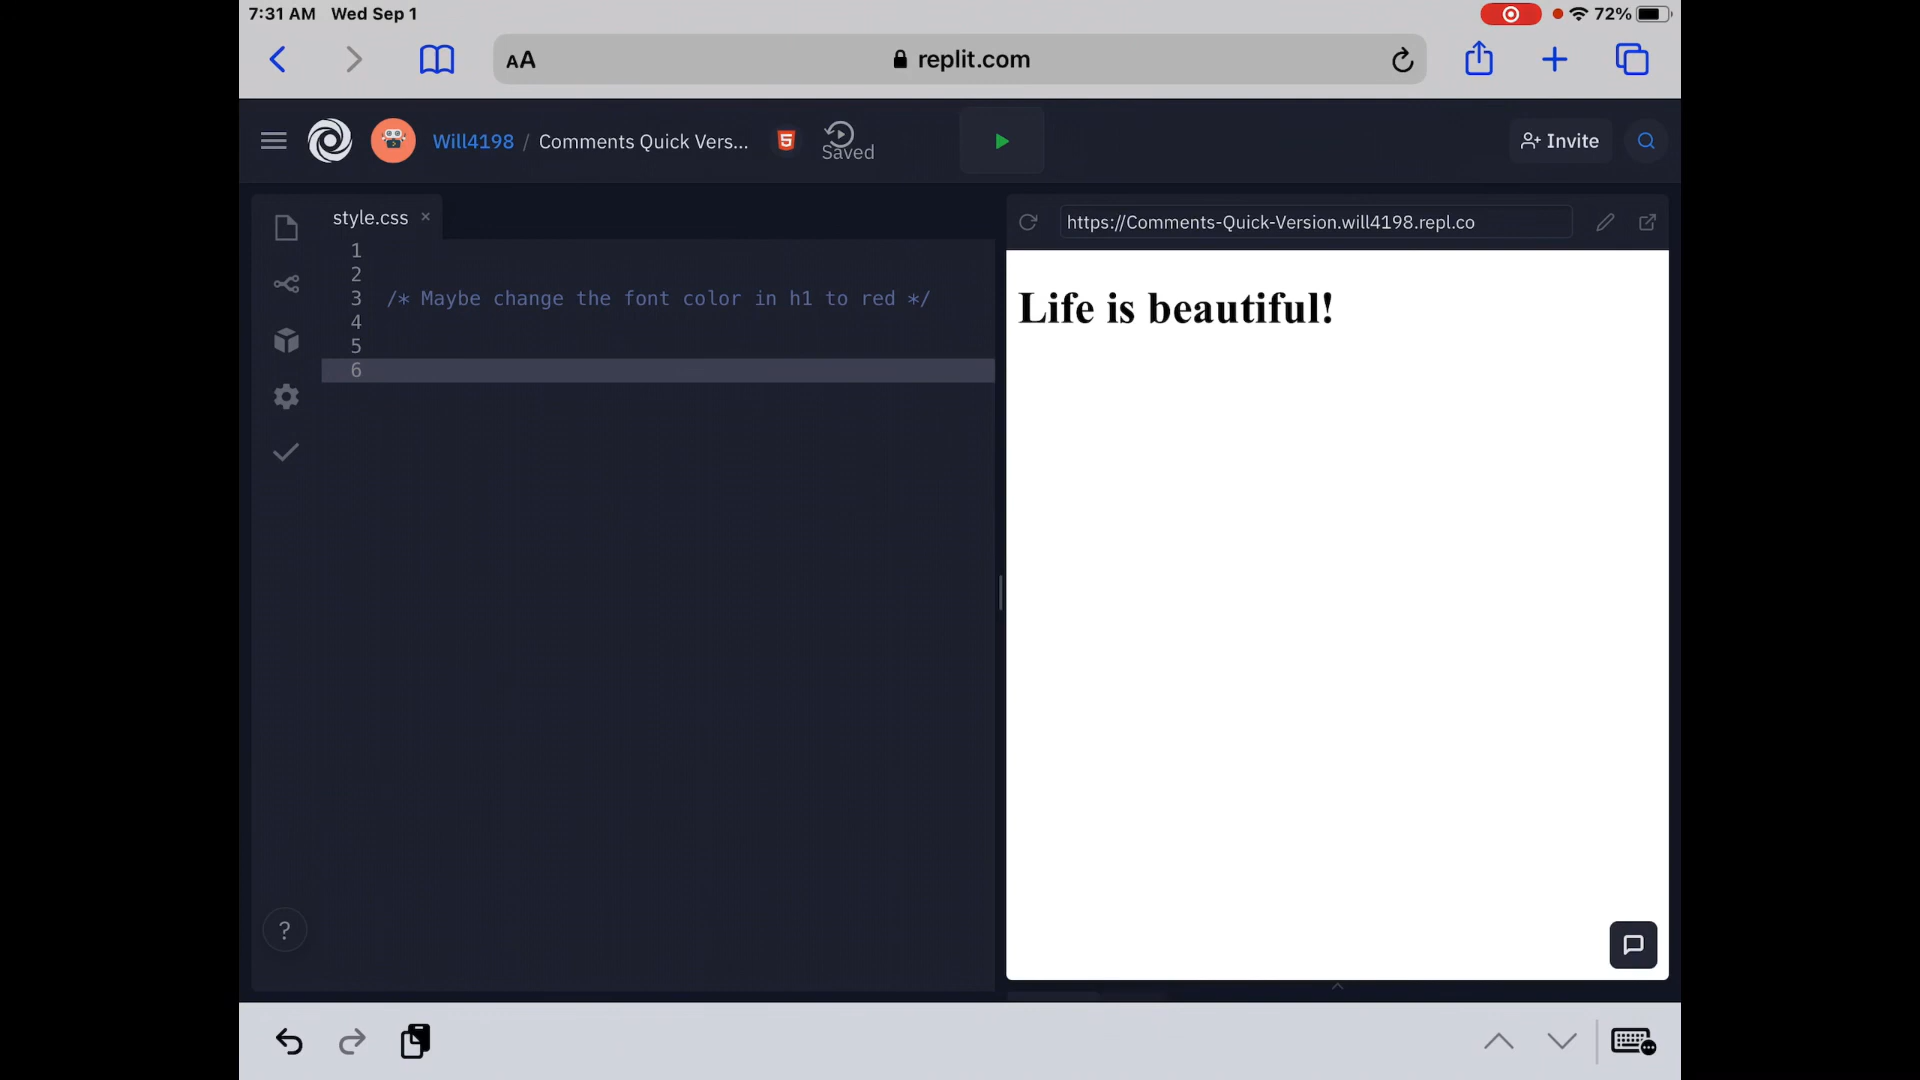 7:31 AM Wed Sep 1
AA replit.com
Will4198 / Comments Quick Vers... 5 Saved Invite
style.css ×
https://Comments-Quick-Version.will4198.repl.co
72%
1
2
3 /* Maybe change the font color in h1 to red */
4
5
6
Life is beautiful!
?